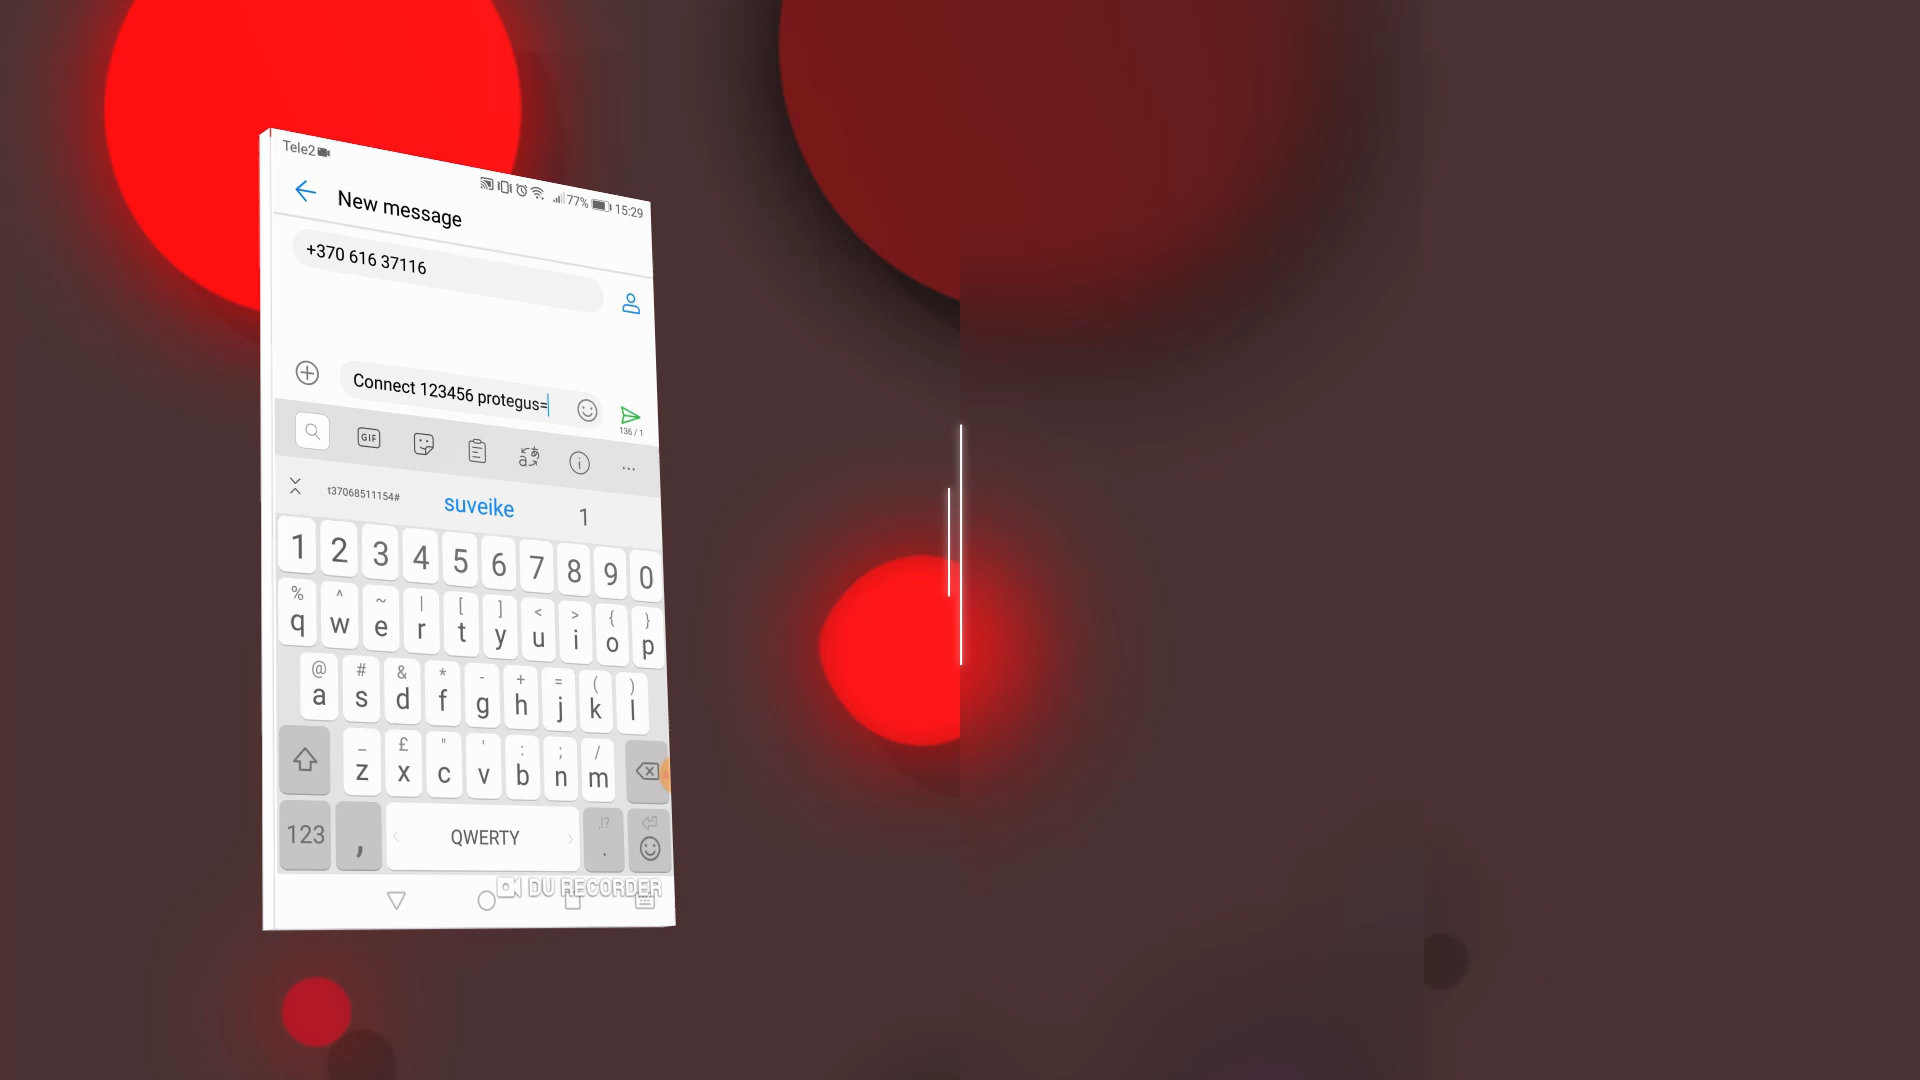 Tele2
77% 15:29
New message
+370 616 37116
Connect 123456 protegus=
136 / 1
GIF
t37068511154# suveike 1
1 2 3 4 5 6 7 8 9 0
% ^ ~ | [ ] < > { }
q w e r t y u i o p
@ # & * - + = ( )
a s d f g h j k l
_ £ " ' : ; /
z x c v b n m
,!?
123 , QWERTY .
DU RECORDER